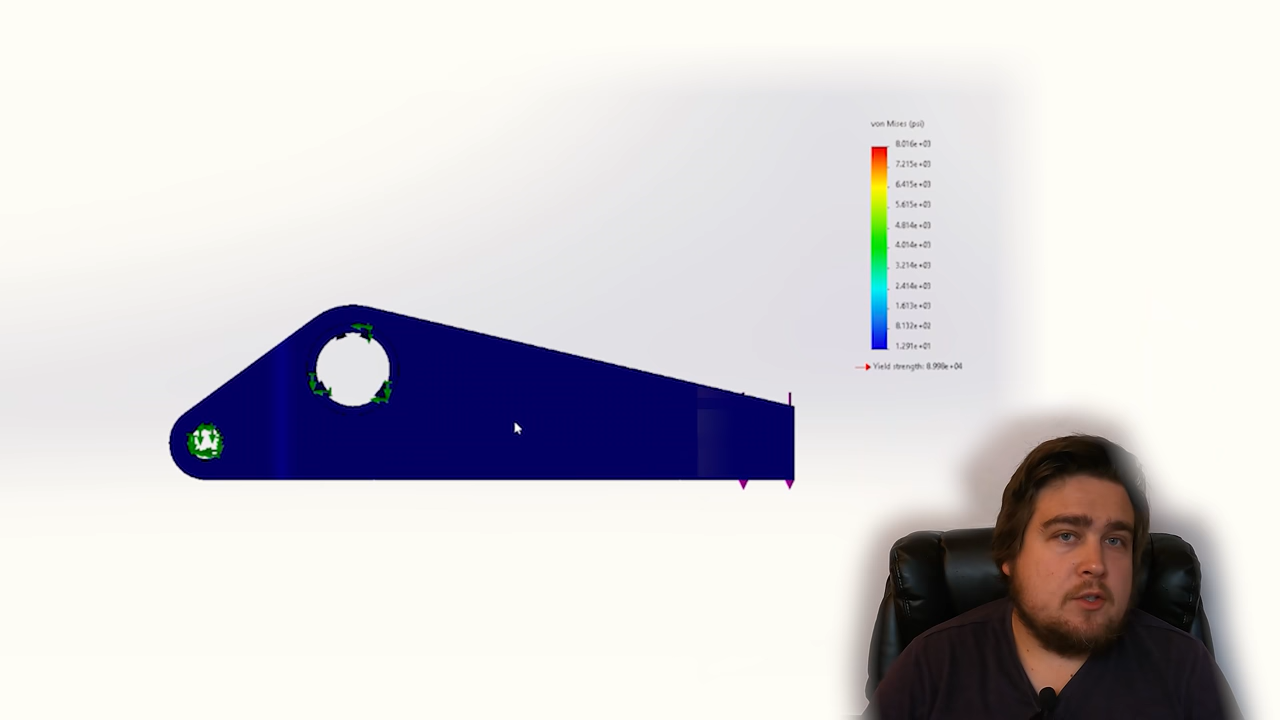 von Mises (psi)
8.016e+03
7.215e+03
6.415e+03
5.615e+03
4.814e+03
4.014e+03
3.214e+03
2.414e+03
1.613e+03
8.132e+02
1.291e+01
Yield strength: 8.998e+04